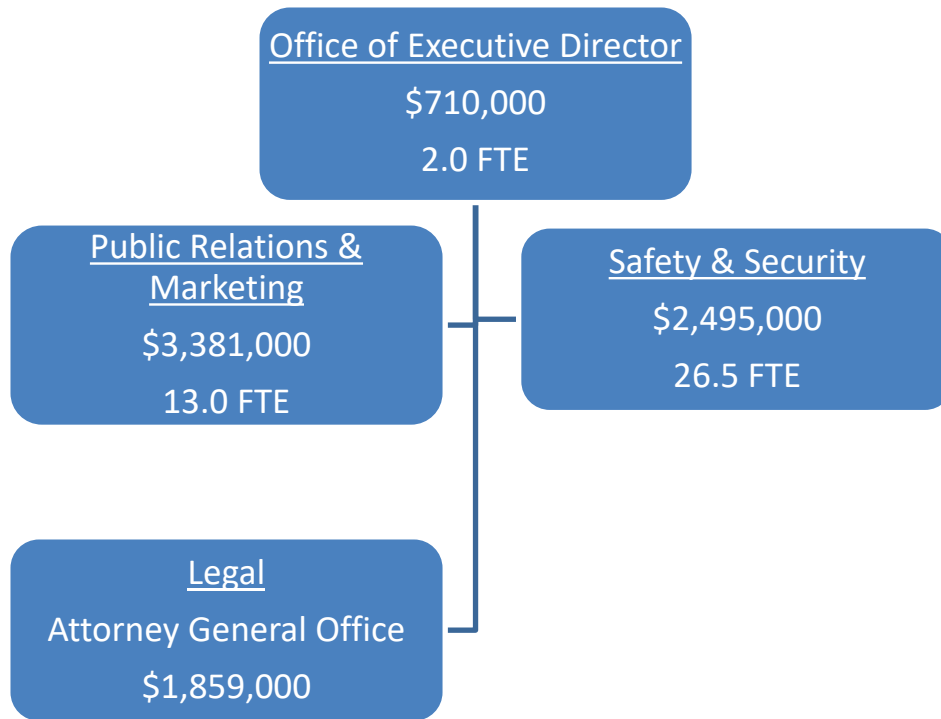 Office of Executive Director
$710,000
2.0 FTE
Public Relations &
Marketing
$3,381,000
13.0 FTE
Safety & Security
$2,495,000
26.5 FTE
Legal
Attorney General Office
$1,859,000